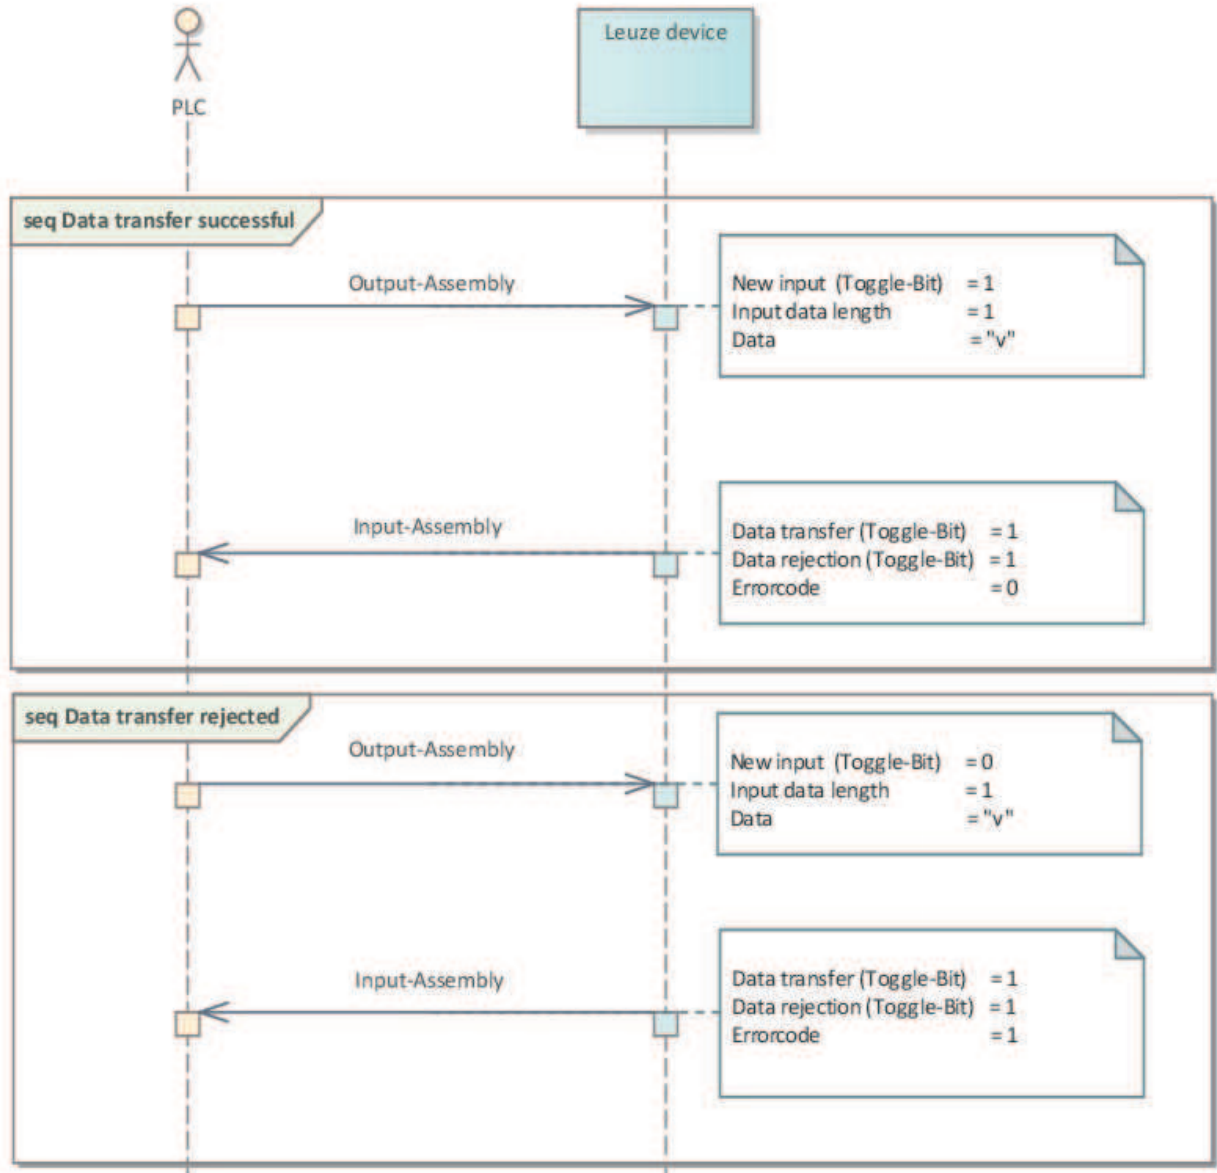 Leuze device
PLC
seq Data transfer successful
Output-Assembly
New input (Toggle-Bit) = 1
Input data length = 1
Data = "v"
Input-Assembly
Data transfer (Toggle-Bit) = 1
Data rejection (Toggle-Bit) = 1
Errorcode = 0
seq Data transfer rejected
Output-Assembly
New input (Toggle-Bit) = 0
Input data length = 1
Data = "v"
Input-Assembly
Data transfer (Toggle-Bit) = 1
Data rejection (Toggle-Bit) = 1
Errorcode = 1